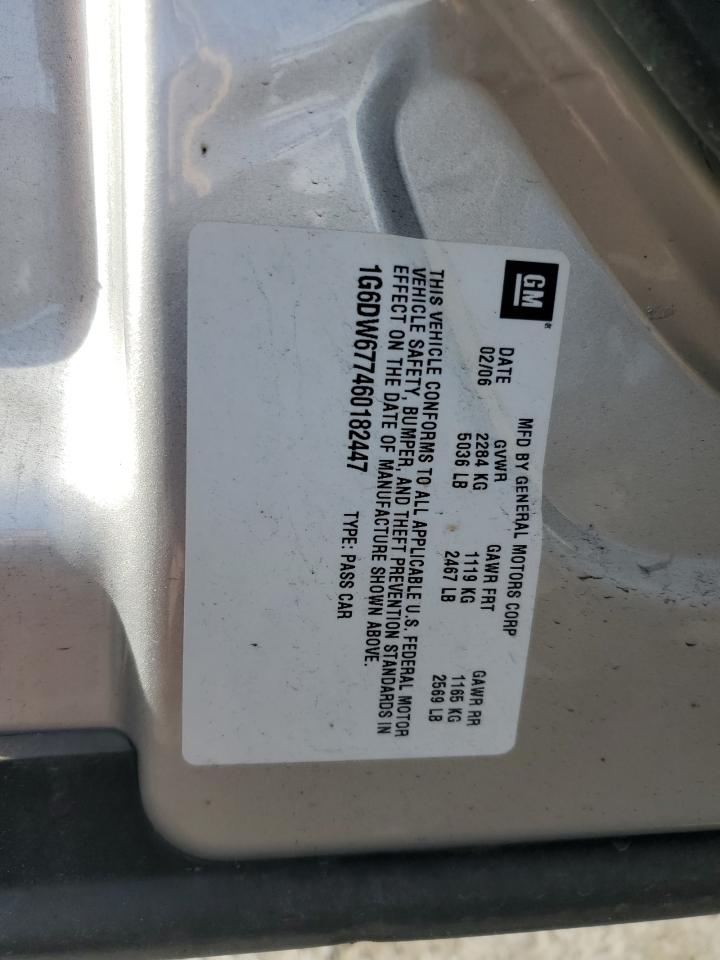 GM®
MFD BY GENERAL MOTORS CORP
DATE GVWR GAWR FRT GAWR RR
02/06 2284 KG 1119 KG 1165 KG
5036 LB 2467 LB 2569 LB
THIS VEHICLE CONFORMS TO ALL APPLICABLE U.S. FEDERAL MOTOR
VEHICLE SAFETY, BUMPER, AND THEFT PREVENTION STANDARDS IN
EFFECT ON THE DATE OF MANUFACTURE SHOWN ABOVE.
1G6DW677460182447 TYPE: PASS CAR